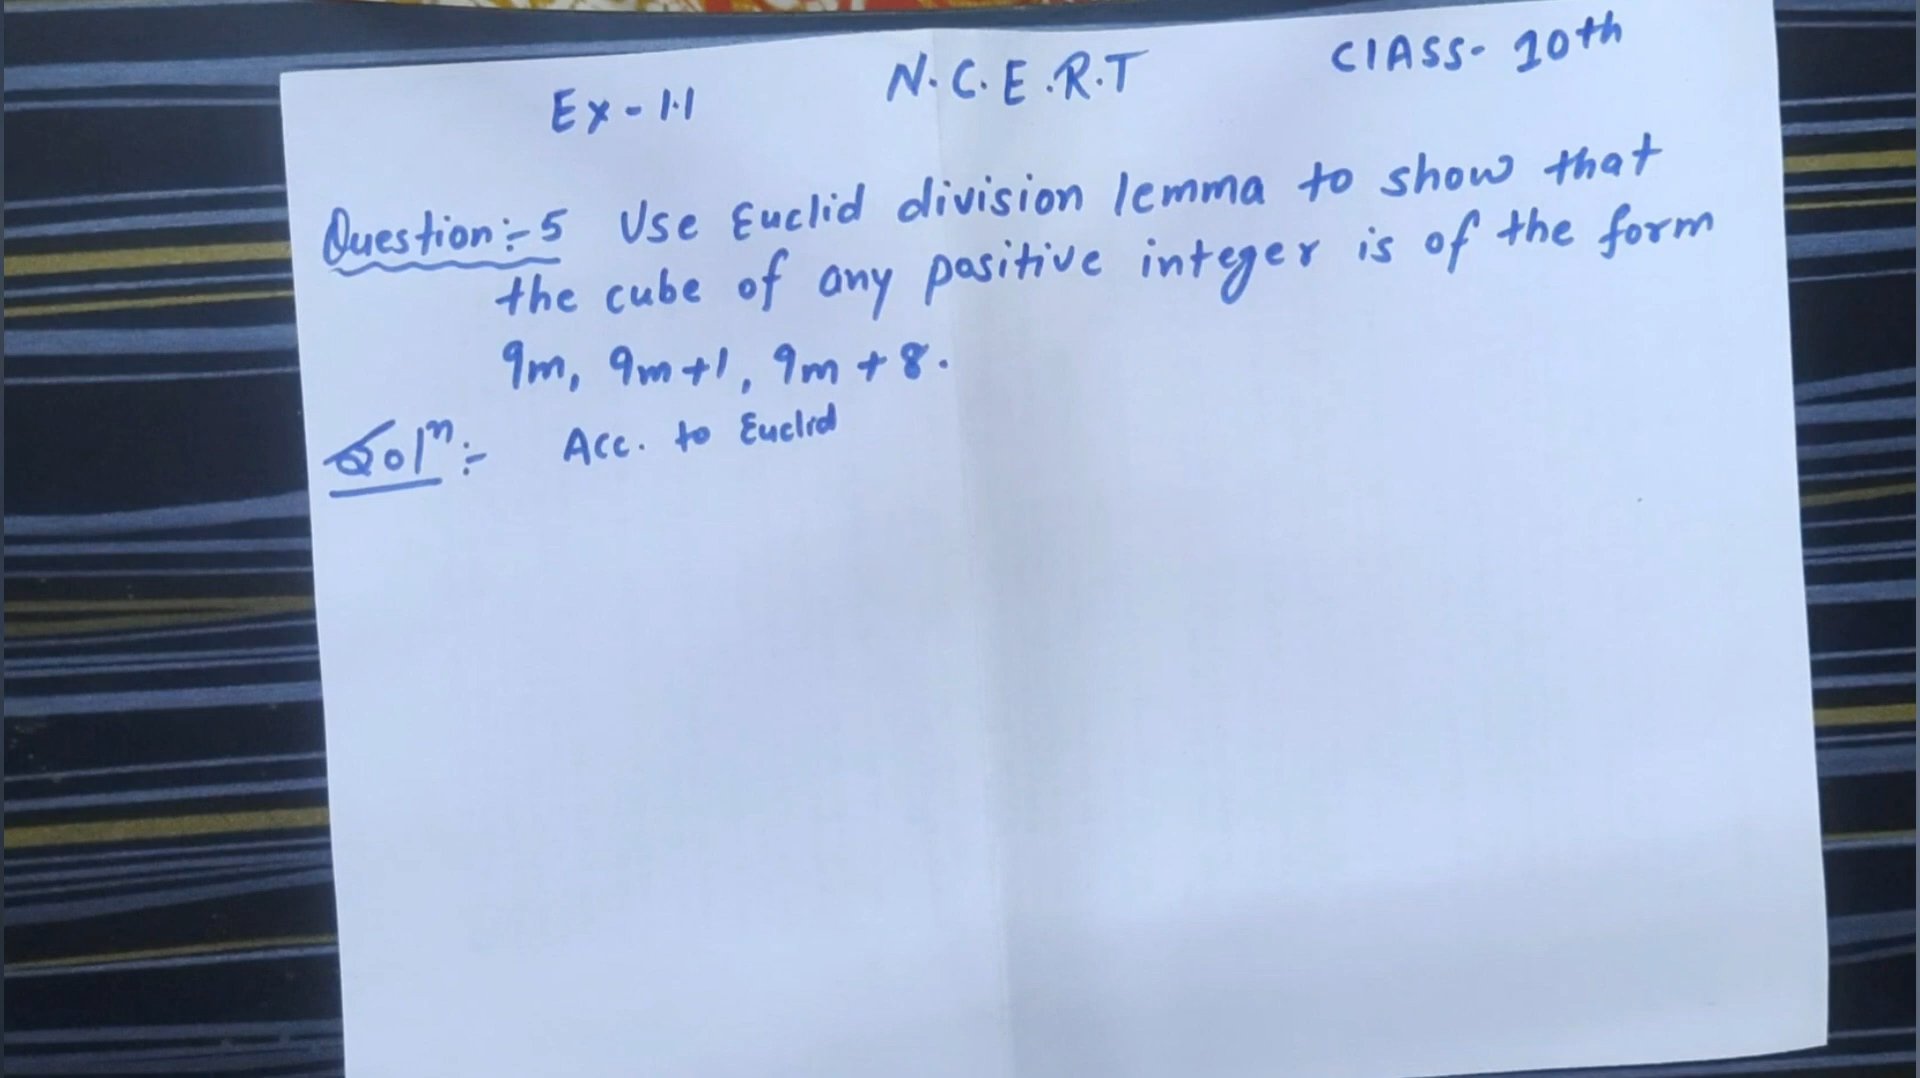 Ex - 1.1 N.C.E.R.T CLASS- 10th
Question:- 5 Use Euclid division lemma to show that
the cube of any positive integer is of the form
9m, 9m+1, 9m + 8.
Solⁿ:- Acc. to Euclid